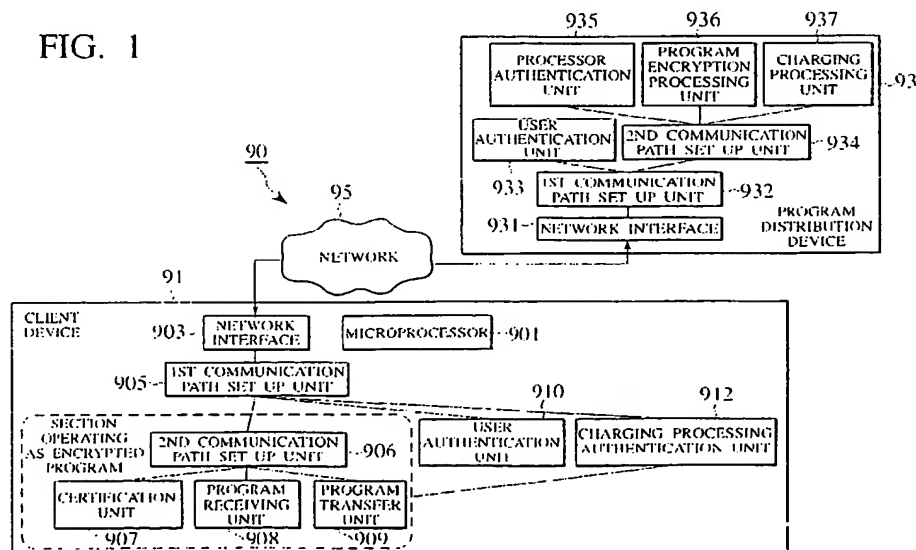 FIG. 1
935
936
937
PROCESSOR
AUTHENTICATION
UNIT
PROGRAM
ENCRYPTION
PROCESSING
UNIT
CHARGING
PROCESSING
UNIT
93
USER
AUTHENTICATION
UNIT
933
2ND COMMUNICATION
PATH SET UP UNIT
934
1ST COMMUNICATION
PATH SET UP UNIT
932
931
NETWORK INTERFACE
PROGRAM
DISTRIBUTION
DEVICE
90
95
NETWORK
91
CLIENT
DEVICE
903
NETWORK
INTERFACE
MICROPROCESSOR
901
905
1ST COMMUNICATION
PATH SET UP UNIT
910
912
SECTION
OPERATING
AS ENCRYPTED
PROGRAM
2ND COMMUNICATION
PATH SET UP UNIT
906
USER
AUTHENTICATION
UNIT
CHARGING PROCESSING
AUTHENTICATION UNIT
CERTIFICATION
UNIT
PROGRAM
RECEIVING
UNIT
PROGRAM
TRANSFER
UNIT
907
908
909